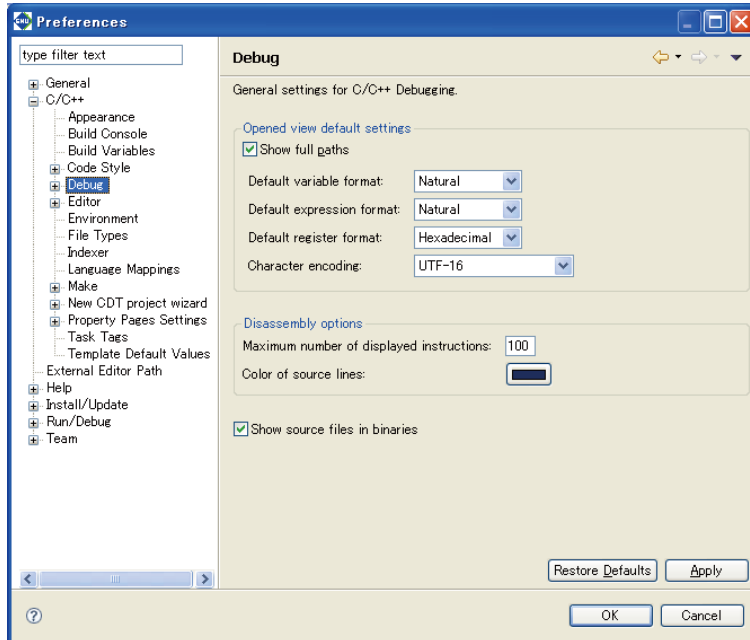 Preferences
type filter text
General
C/C++
Appearance
Build Console
Build Variables
Code Style
Debug
Editor
Environment
File Types
Indexer
Language Mappings
Make
New CDT project wizard
Property Pages Settings
Task Tags
Template Default Values
External Editor Path
Help
Install/Update
Run/Debug
Team
Debug
General settings for C/C++ Debugging.
Opened view default settings
Show full paths
Default variable format: Natural
Default expression format: Natural
Default register format: Hexadecimal
Character encoding: UTF-16
Disassembly options
Maximum number of displayed instructions: 100
Color of source lines:
Show source files in binaries
Restore Defaults Apply
OK Cancel